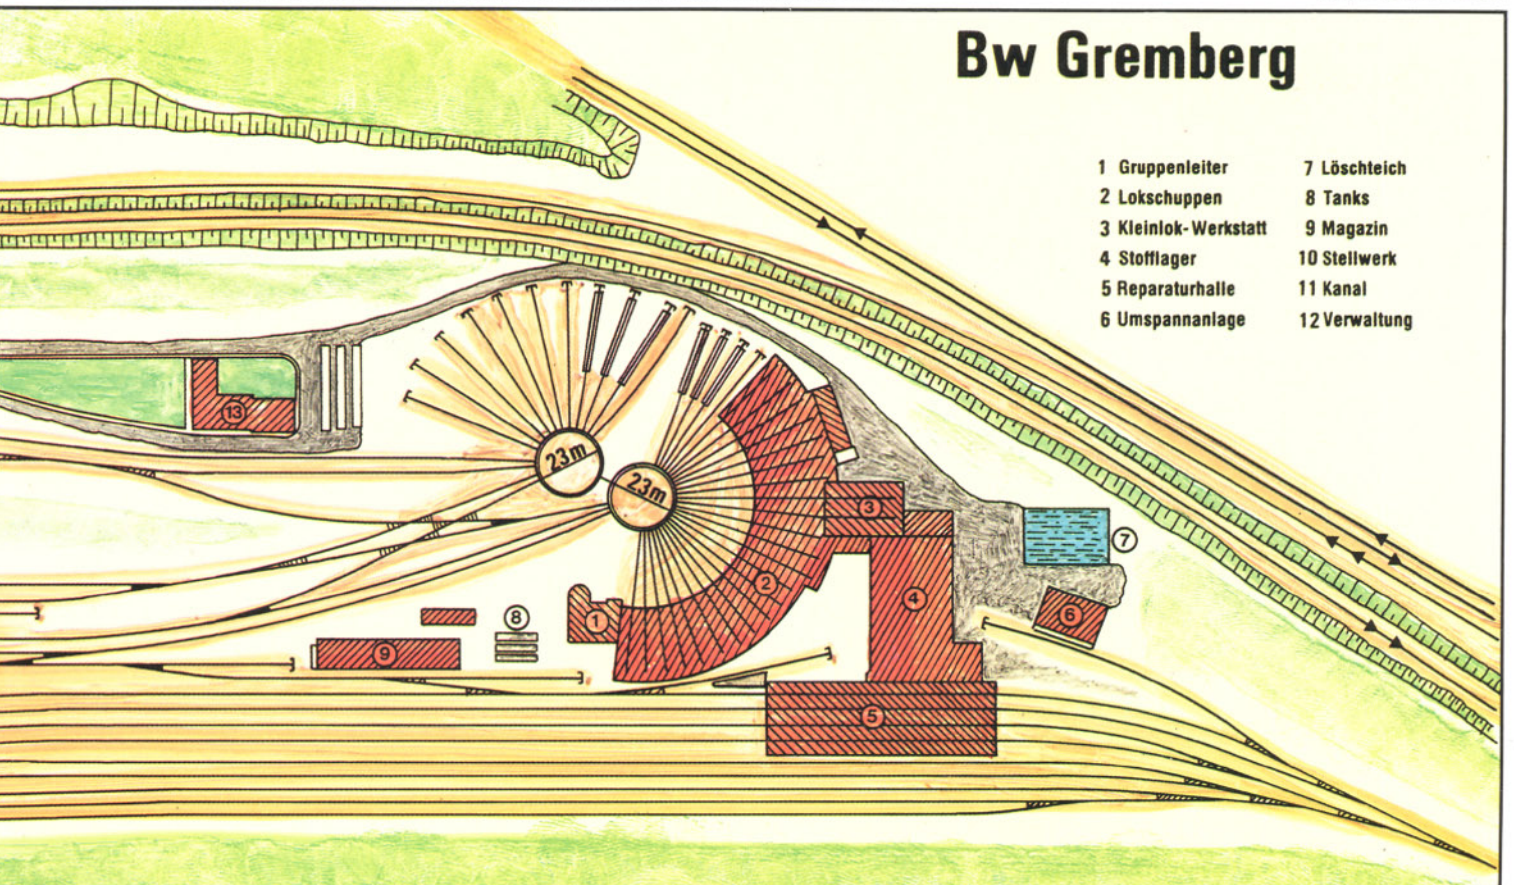 Bw Gremberg
1 Gruppenleiter
2 Lokschuppen
3 Kleinlok-Werkstatt
4 Stofflager
5 Reparaturhalle
6 Umspannanlage
7 Löschteich
8 Tanks
9 Magazin
10 Stellwerk
11 Kanal
12 Verwaltung
13
23m
23m
3
7
2
4
6
8
1
9
5